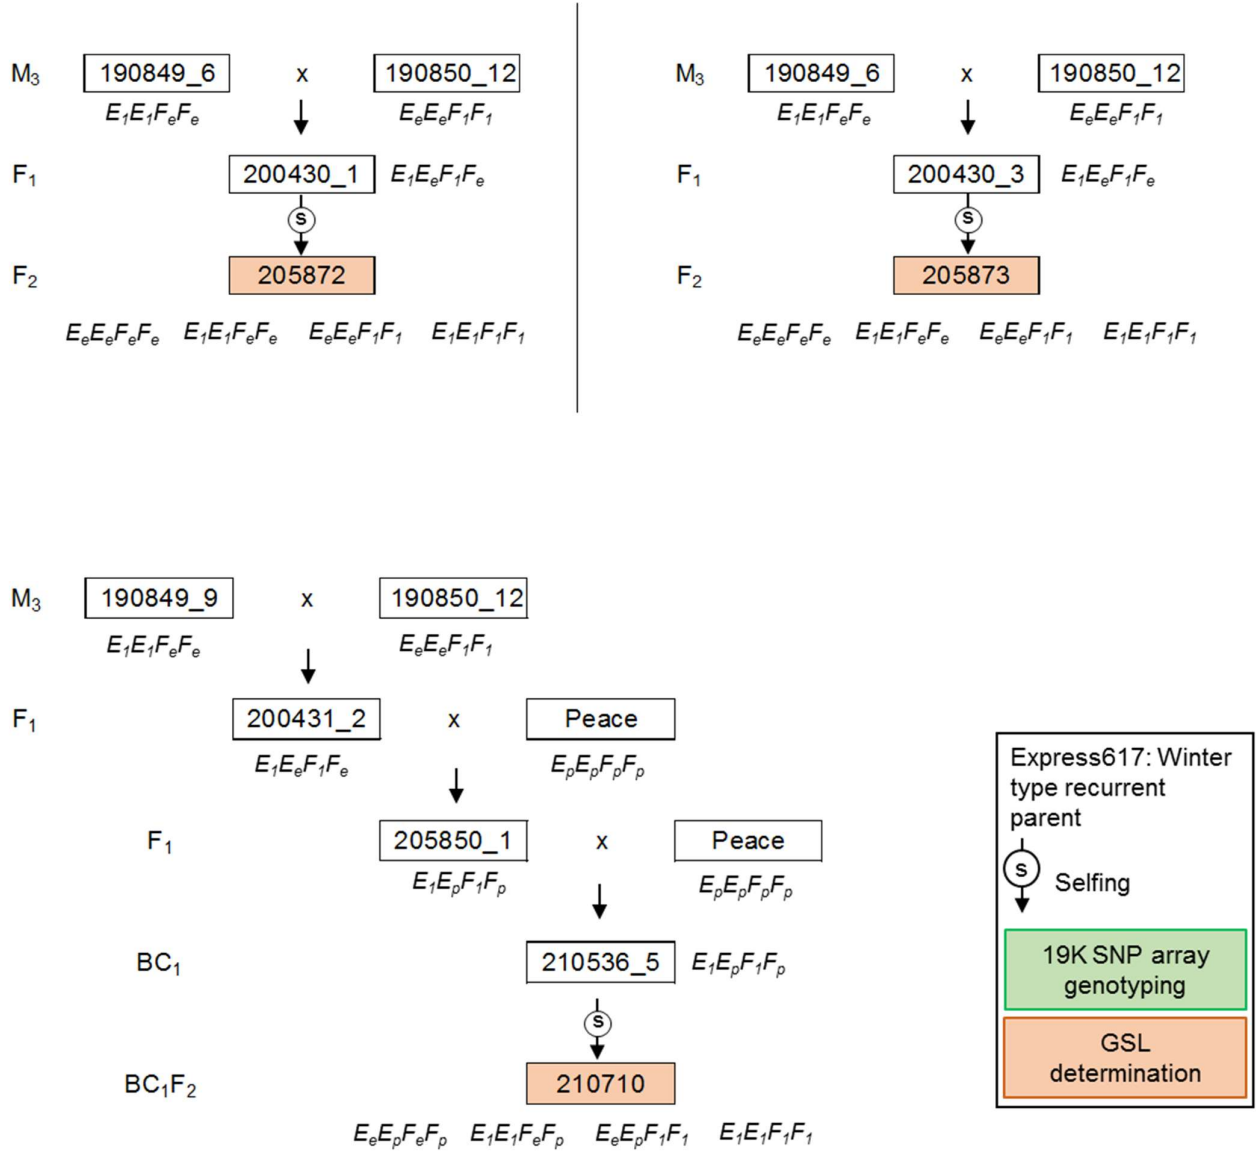 M₃ 190849_6 x 190850_12
E₁E₁FₑFₑ EₑEₑF₁F₁
F₁ 200430_1 E₁EₑF₁Fₑ
S
F₂ 205872
EₑEₑFₑFₑ E₁E₁FₑFₑ EₑEₑF₁F₁ E₁E₁F₁F₁
M₃ 190849_6 x 190850_12
E₁E₁FₑFₑ EₑEₑF₁F₁
F₁ 200430_3 E₁EₑF₁Fₑ
S
F₂ 205873
EₑEₑFₑFₑ E₁E₁FₑFₑ EₑEₑF₁F₁ E₁E₁F₁F₁
M₃ 190849_9 x 190850_12
E₁E₁FₑFₑ EₑEₑF₁F₁
F₁ 200431_2 x Peace
E₁EₑF₁Fₑ EₚEₚFₚFₚ
F₁ 205850_1 x Peace
E₁EₚF₁Fₚ EₚEₚFₚFₚ
BC₁ 210536_5 E₁EₚF₁Fₚ
S
BC₁F₂ 210710
EₑEₚFₑFₚ E₁E₁FₑFₚ EₑEₚF₁F₁ E₁E₁F₁F₁
Express617: Winter
type recurrent
parent
S Selfing
19K SNP array
genotyping
GSL
determination